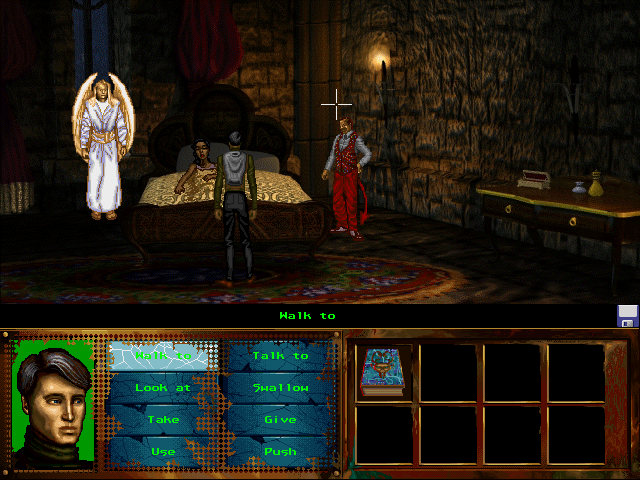 Walk to
Walk to Talk to
Look at Swallow
Take Give
Use Push